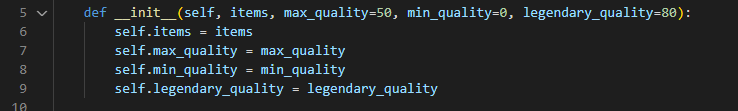 5 def __init__(self, items, max_quality=50, min_quality=0, legendary_quality=80):
6 self.items = items
7 self.max_quality = max_quality
8 self.min_quality = min_quality
9 self.legendary_quality = legendary_quality
10